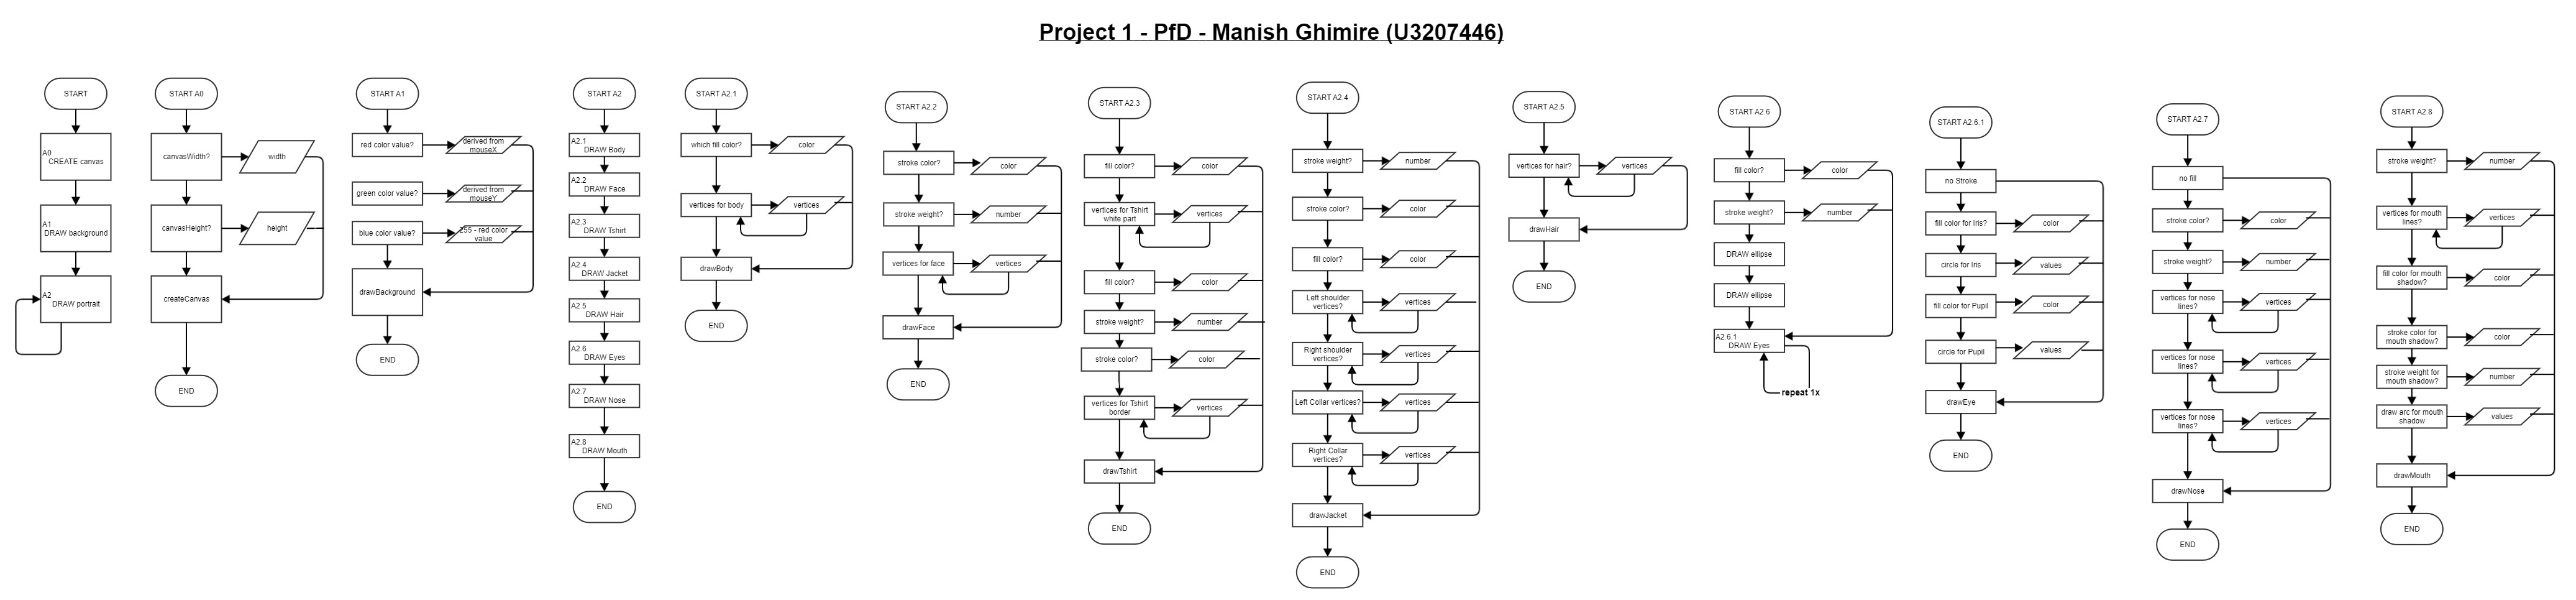 Project 1 - PfD - Manish Ghimire (U3207446)
START
A0
CREATE canvas
A1
DRAW background
A2
DRAW portrait
START A0
canvasWidth?
width
canvasHeight?
height
createCanvas
END
START A1
red color value?
derived from
mouseX
green color value?
derived from
mouseY
blue color value?
255 - red color
value
drawBackground
END
START A2
A2.1
DRAW Body
A2.2
DRAW Face
A2.3
DRAW Tshirt
A2.4
DRAW Jacket
A2.5
DRAW Hair
A2.6
DRAW Eyes
A2.7
DRAW Nose
A2.8
DRAW Mouth
END
START A2.1
which fill color?
color
vertices for body
vertices
drawBody
END
START A2.2
stroke color?
color
stroke weight?
number
vertices for face
vertices
drawFace
END
START A2.3
fill color?
color
vertices for Tshirt
white part
vertices
fill color?
color
stroke weight?
number
stroke color?
color
vertices for Tshirt
border
vertices
drawTshirt
END
START A2.4
stroke weight?
number
stroke color?
color
fill color?
color
Left shoulder
vertices?
vertices
Right shoulder
vertices?
vertices
Left Collar vertices?
vertices
Right Collar
vertices?
vertices
drawJacket
END
START A2.5
vertices for hair?
vertices
drawHair
END
START A2.6
fill color?
color
stroke weight?
number
DRAW ellipse
DRAW ellipse
A2.6.1
DRAW Eyes
repeat 1x
START A2.6.1
no Stroke
fill color for Iris?
color
circle for Iris
values
fill color for Pupil
color
circle for Pupil
values
drawEye
END
START A2.7
no fill
stroke color?
color
stroke weight?
number
vertices for nose
lines?
vertices
vertices for nose
lines?
vertices
vertices for nose
lines?
vertices
drawNose
END
START A2.8
stroke weight?
number
vertices for mouth
lines?
vertices
fill color for mouth
shadow?
color
stroke color for
mouth shadow?
color
stroke weight for
mouth shadow?
number
draw arc for mouth
shadow
values
drawMouth
END